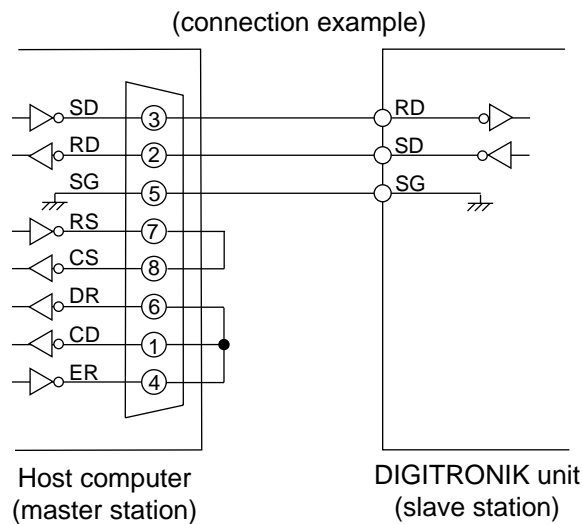 (connection example)
SD 3 RD
RD 2 SD
SG 5 SG
RS 7
CS 8
DR 6
CD 1
ER 4
Host computer
(master station)
DIGITRONIK unit
(slave station)